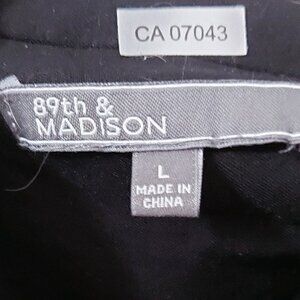 CA 07043
89th &
MADISON
L
MADE IN
CHINA